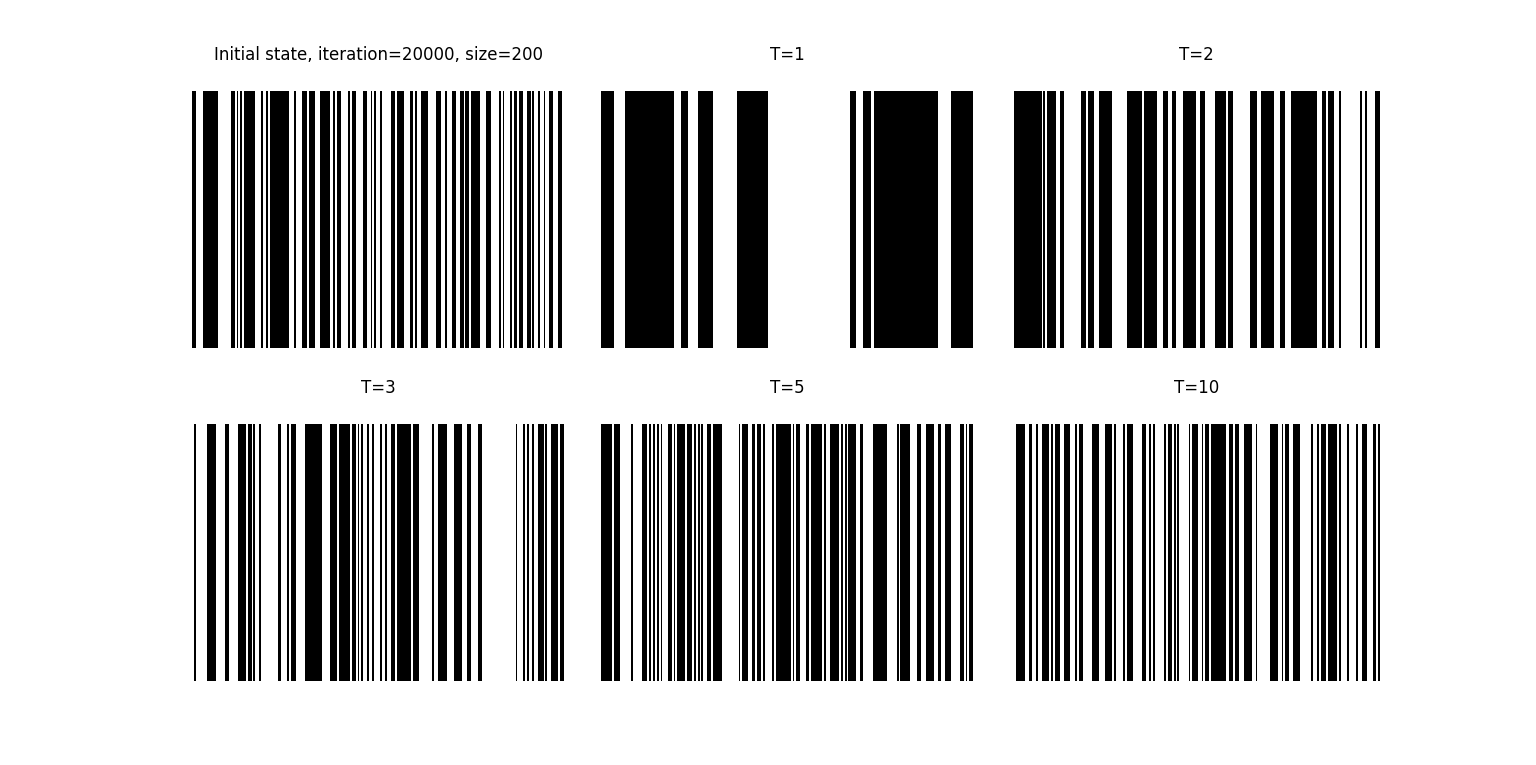 Initial state, iteration=20000, size=200
T=1
T=2
T=3
T=5
T=10